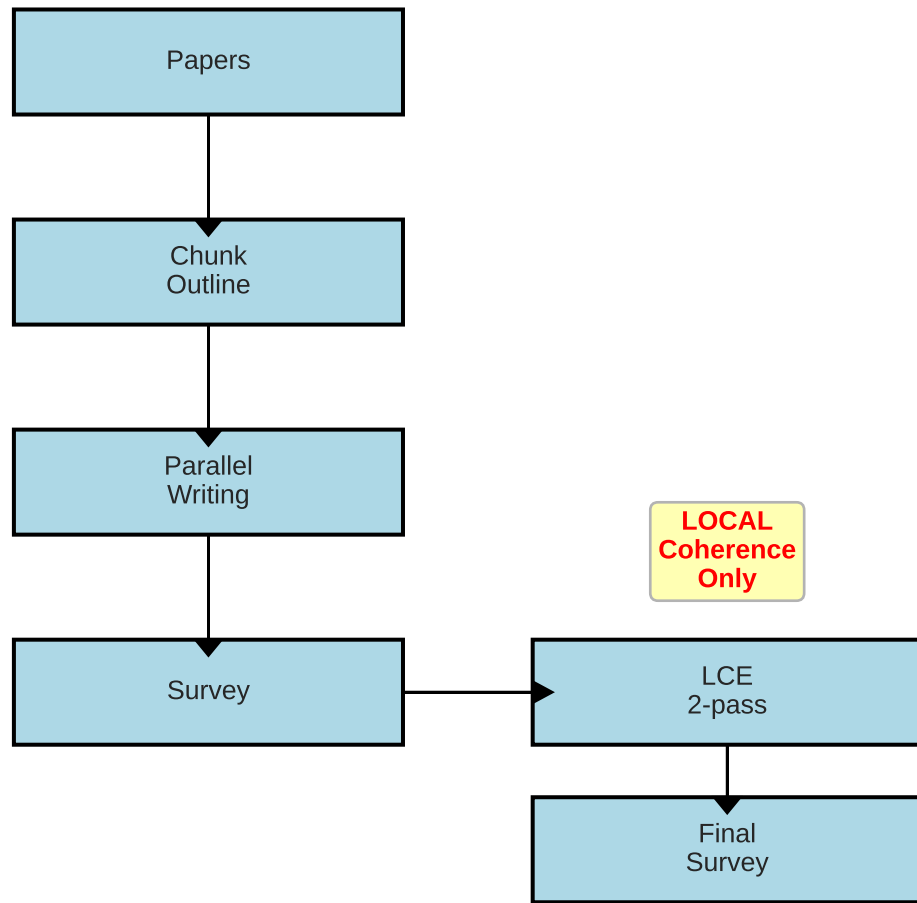 Papers
Chunk
Outline
Parallel
Writing
LOCAL
Coherence
Only
Survey
LCE
2-pass
Final
Survey